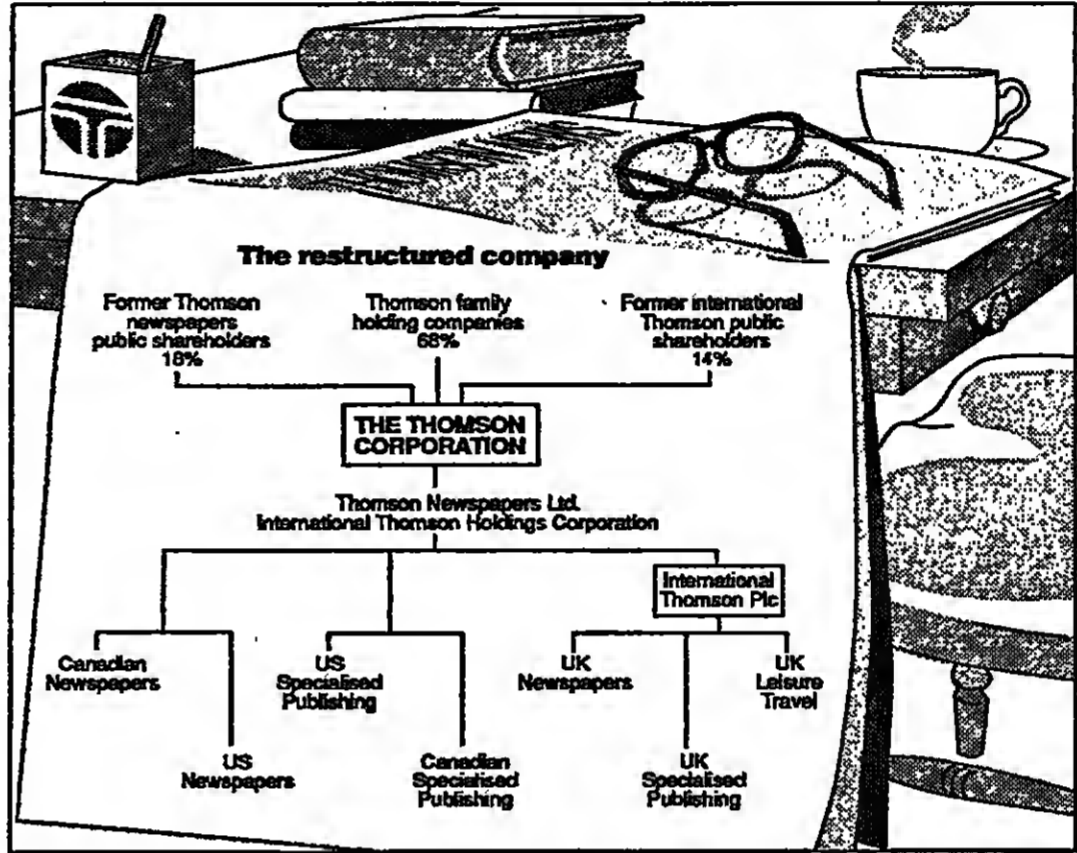 The restructured company
Former Thomson
newspapers
public shareholders
18%
Thomson family
holding companies
68%
Former international
Thomson public
shareholders
14%
THE THOMSON
CORPORATION
Thomson Newspapers Ltd.
International Thomson Holdings Corporation
International
Thomson Plc
Canadian
Newspapers
US
Newspapers
US
Specialised
Publishing
Canadian
Specialised
Publishing
UK
Newspapers
UK
Specialised
Publishing
UK
Leisure
Travel